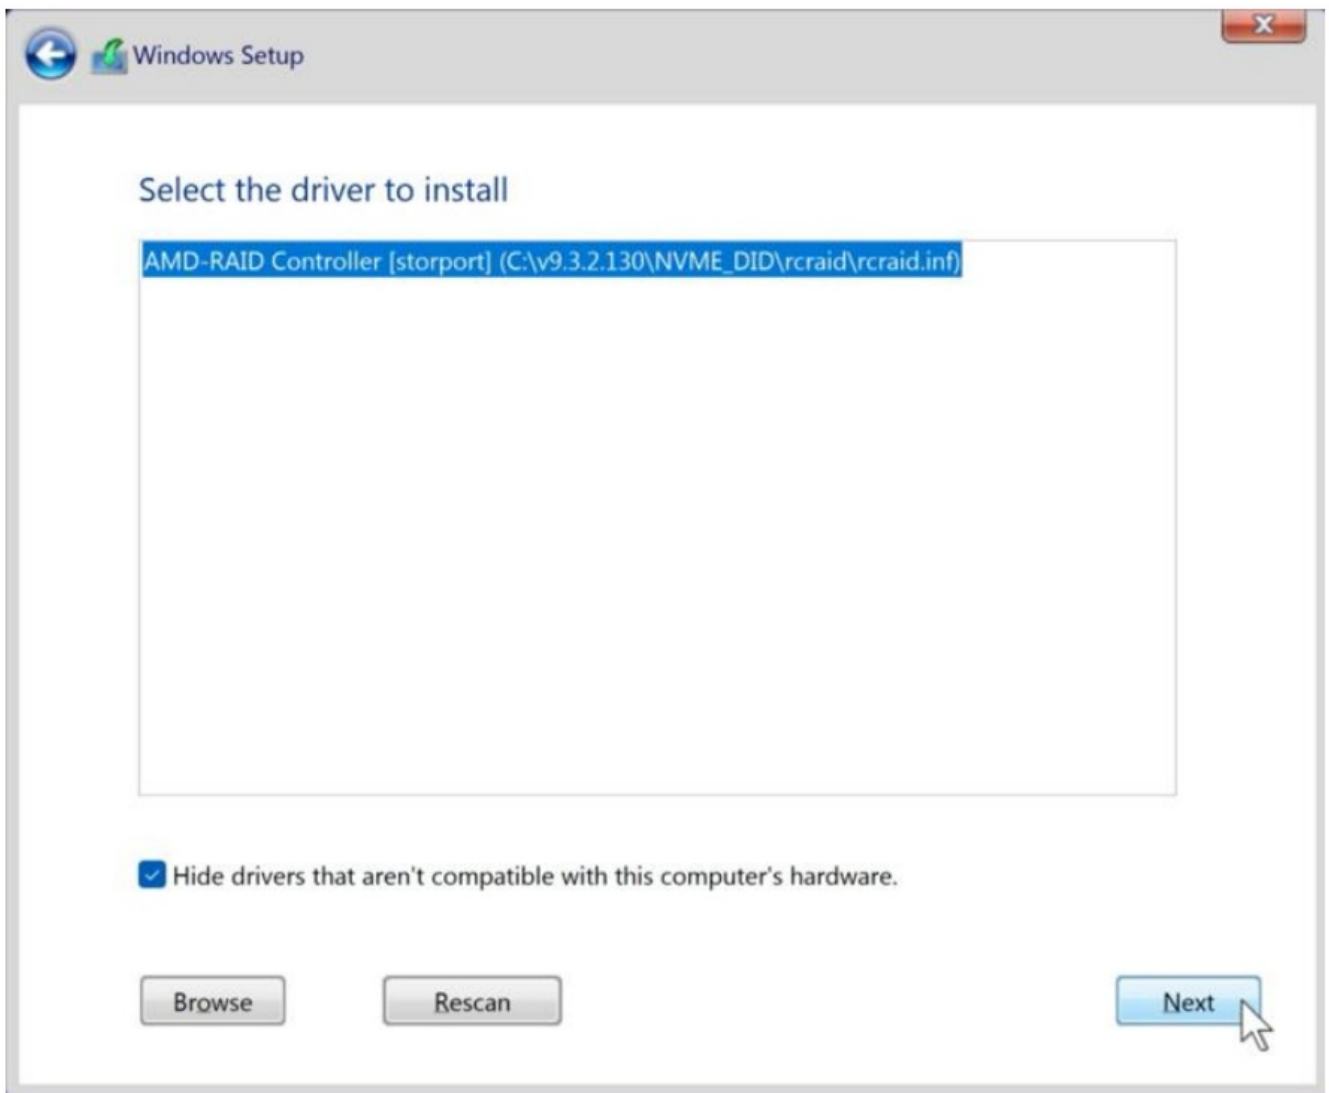 Windows Setup
Select the driver to install
AMD-RAID Controller [storport] (C:\v9.3.2.130\NVME_DID\rcraid\rcraid.inf)
Hide drivers that aren't compatible with this computer's hardware.
Browse
Rescan
Next